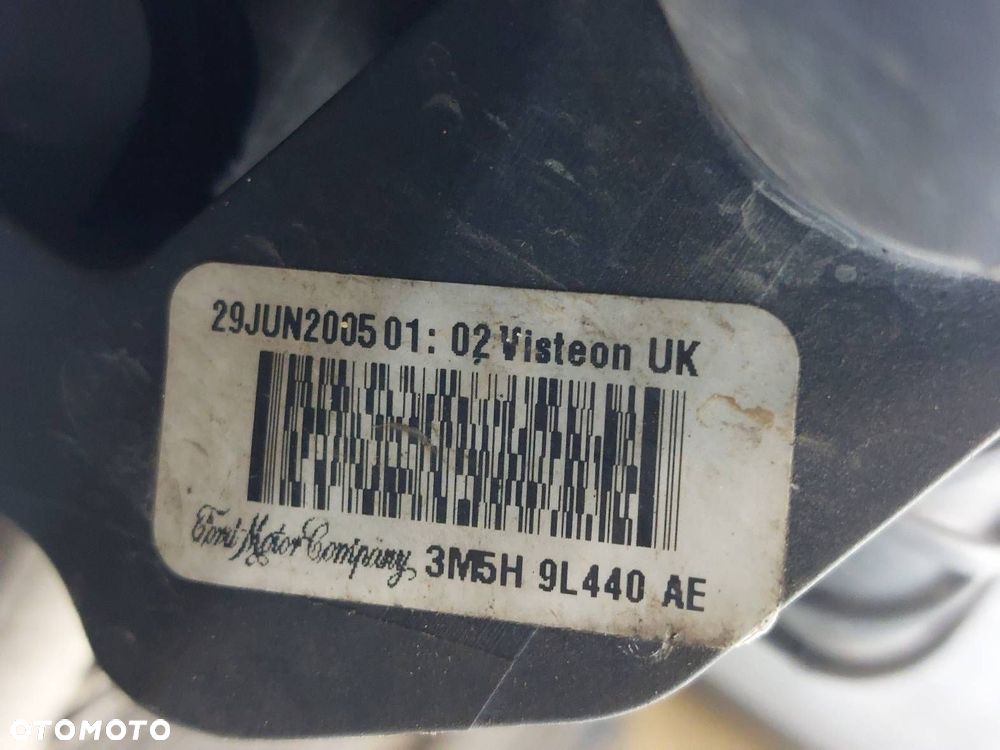 29JUN2005 01: 02 Visteon UK
Ford Motor Company 3M5H 9L440 AE
OTOMOTO